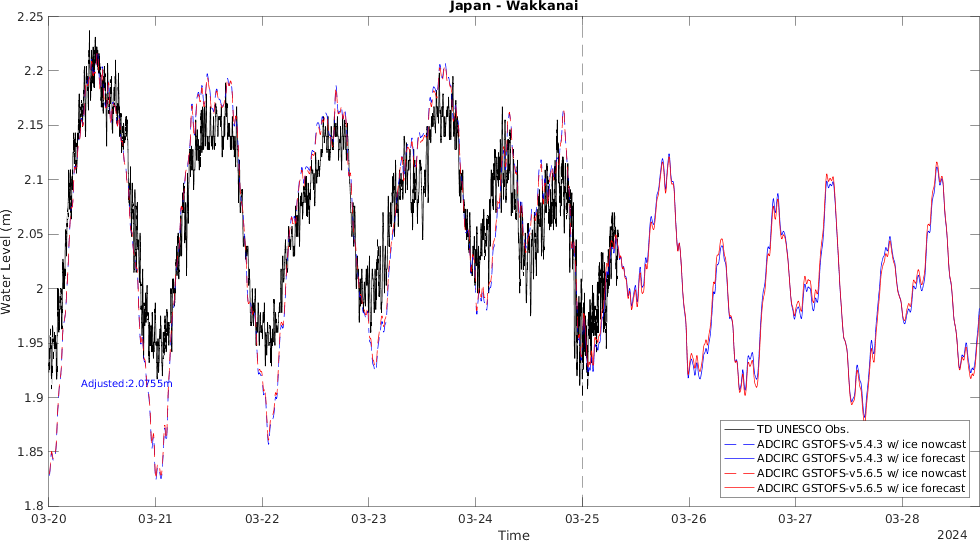 Japan - Wakkanai
2.25
2.2
2.15
2.1
2.05
2
1.95
1.9
1.85
1.8
Water Level (m)
Adjusted:2.0755m
TD UNESCO Obs.
ADCIRC GSTOFS-v5.4.3 w/ ice nowcast
ADCIRC GSTOFS-v5.4.3 w/ ice forecast
ADCIRC GSTOFS-v5.6.5 w/ ice nowcast
ADCIRC GSTOFS-v5.6.5 w/ ice forecast
03-20 03-21 03-22 03-23 03-24 03-25 03-26 03-27 03-28
Time
2024